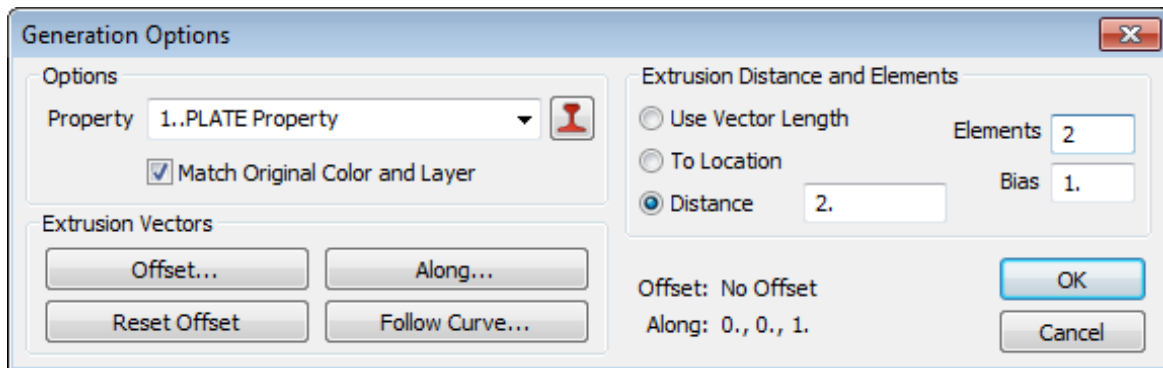 Generation Options
Options
Property 1..PLATE Property
Match Original Color and Layer
Extrusion Vectors
Offset... Along...
Reset Offset Follow Curve...
Extrusion Distance and Elements
Use Vector Length
To Location
Distance 2.
Elements 2
Bias 1.
Offset: No Offset
Along: 0., 0., 1.
OK
Cancel